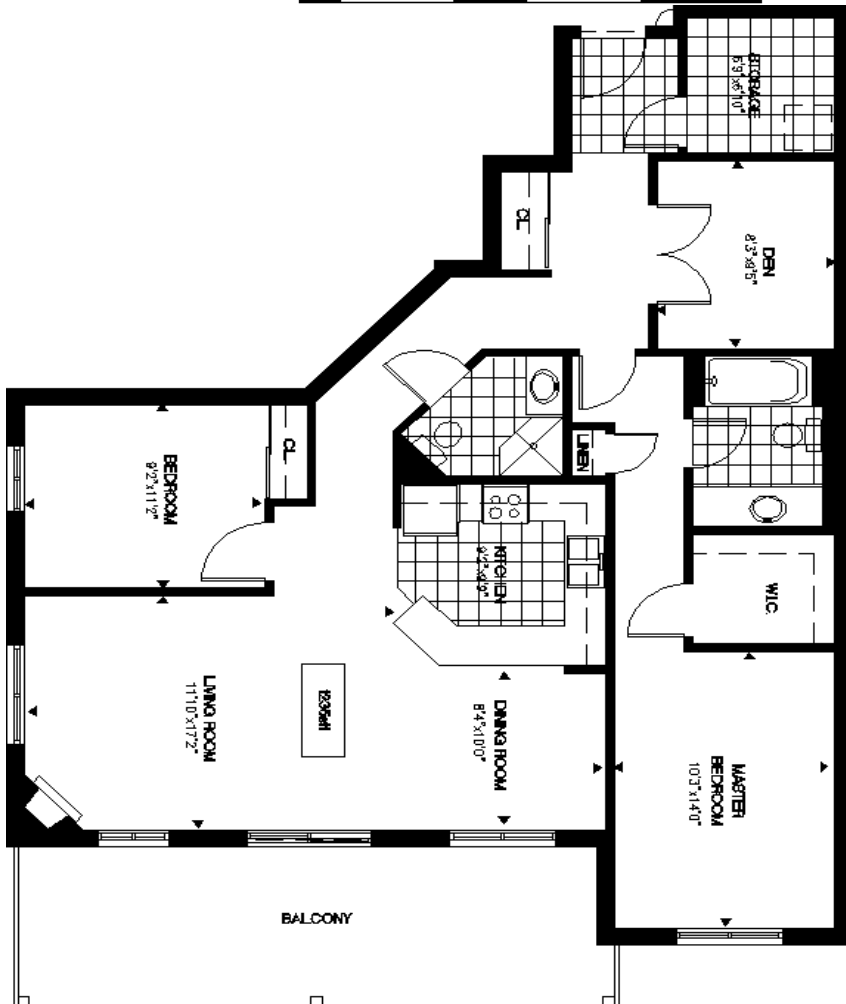 STORAGE
DEN
8'3"x9'5"
CL
LINEN
CL
BEDROOM
9'2"x11'2"
KITCHEN
W.I.C.
LIVING ROOM
11'10"x17'2"
DINING ROOM
8'4"x10'0"
MASTER
BEDROOM
10'3"x14'0"
BALCONY